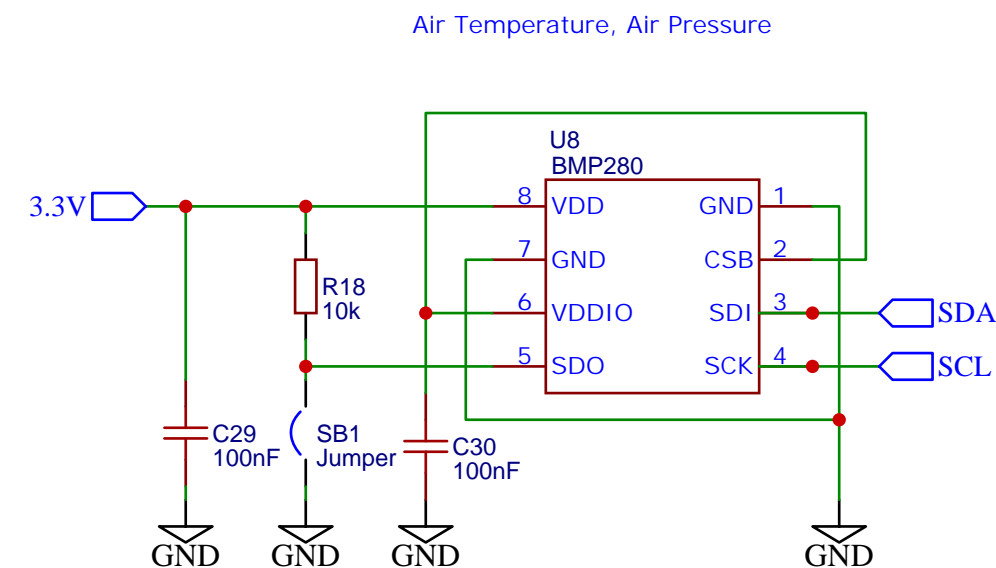 Air Temperature, Air Pressure
U8
BMP280
3.3V
8
VDD
GND
1
7
GND
CSB
2
R18
10k
6
VDDIO
SDI
3
SDA
5
SDO
SCK
4
SCL
C29
100nF
SB1
Jumper
C30
100nF
GND
GND
GND
GND